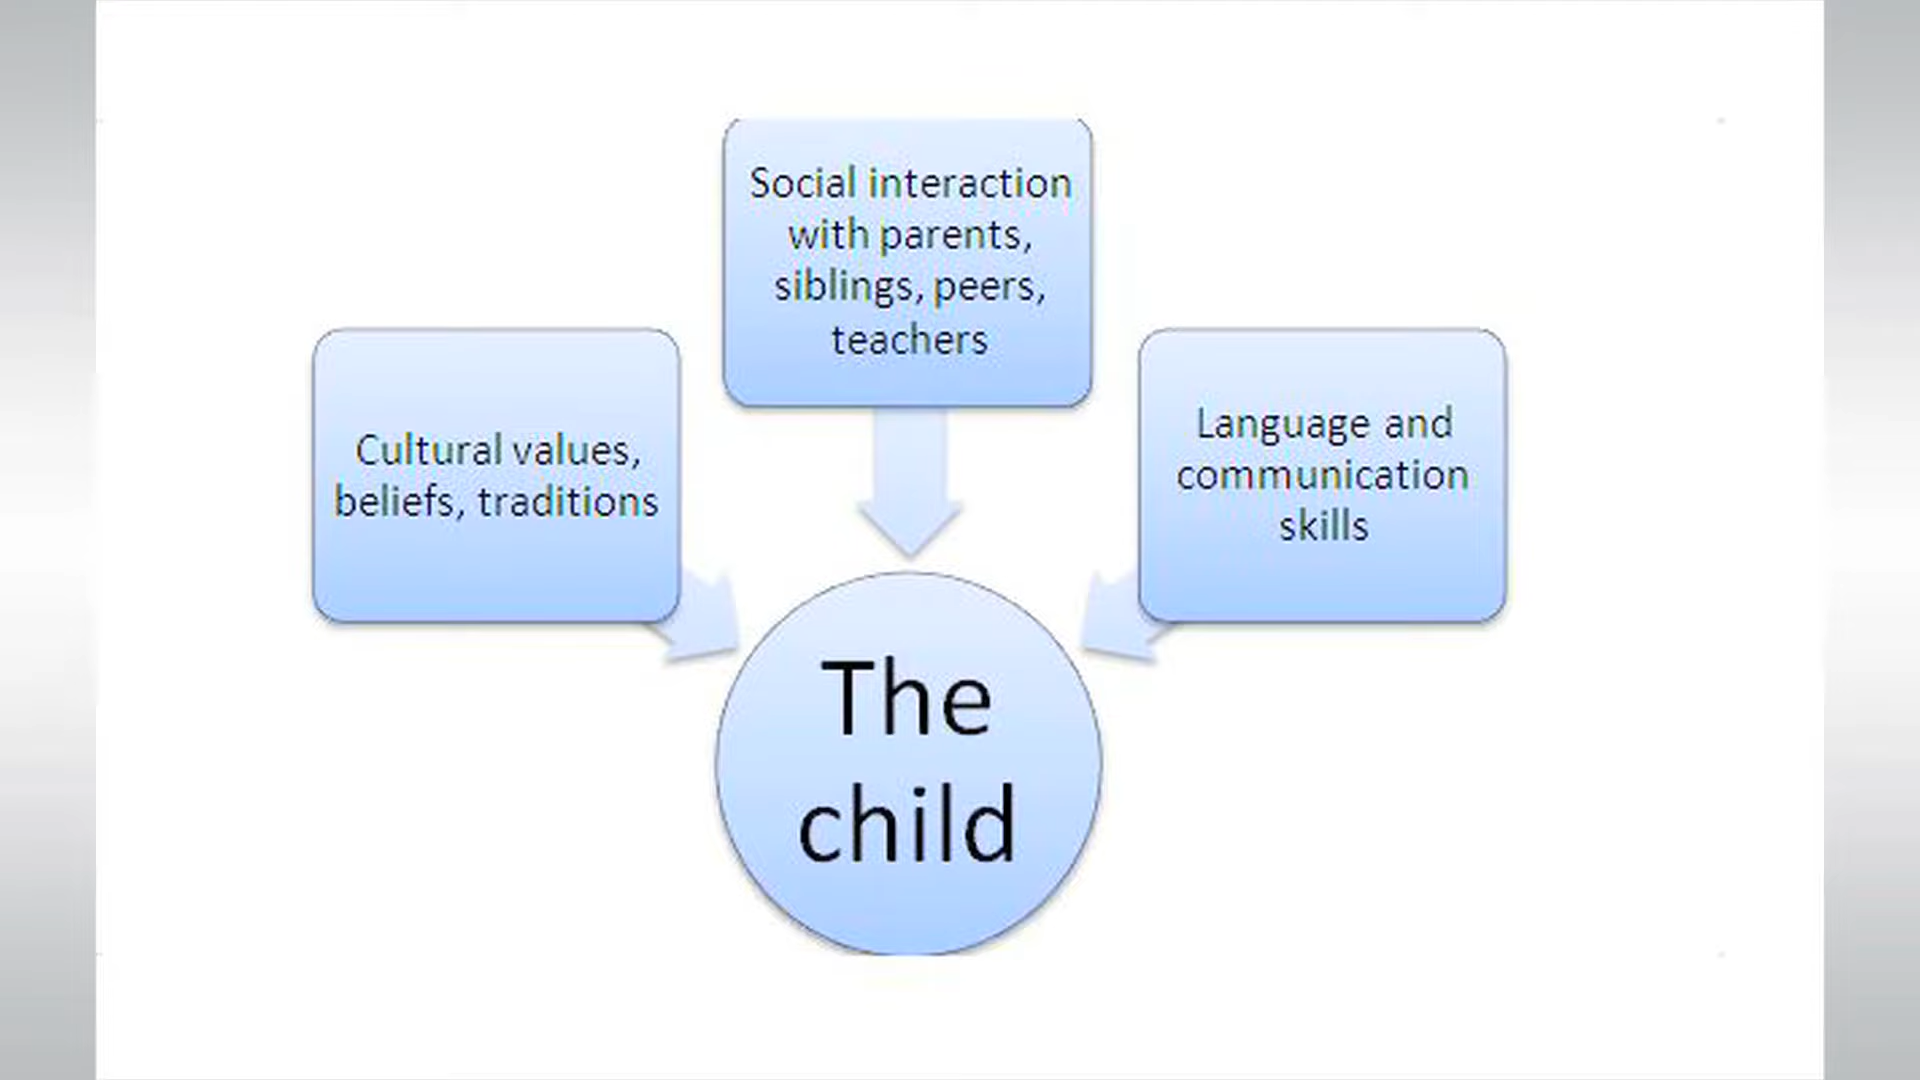 Social interaction
with parents,
siblings, peers,
teachers
Cultural values,
beliefs, traditions
Language and
communication
skills
The
child